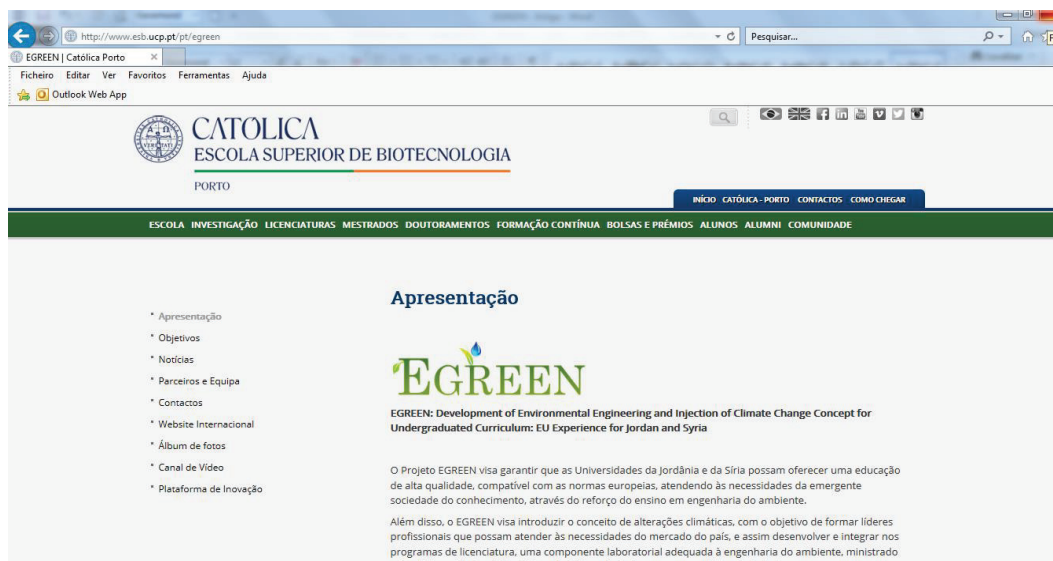 http://www.esb.ucp.pt/pt/egreen
Pesquisar...
EGREEN | Católica Porto
Ficheiro Editar Ver Favoritos Ferramentas Ajuda
Outlook Web App
CATOLICA
ESCOLA SUPERIOR DE BIOTECNOLOGIA
PORTO
INÍCIO CATÓLICA - PORTO CONTACTOS COMO CHEGAR
ESCOLA INVESTIGAÇÃO LICENCIATURAS MESTRADOS DOUTORAMENTOS FORMAÇÃO CONTÍNUA BOLSAS E PRÉMIOS ALUNOS ALUMNI COMUNIDADE
Apresentação
Apresentação
Objetivos
Notícias
Parceiros e Equipa
Contactos
Website Internacional
Álbum de fotos
Canal de Vídeo
Plataforma de Inovação
EGREEN
EGREEN: Development of Environmental Engineering and Injection of Climate Change Concept for
Undergraduated Curriculum: EU Experience for Jordan and Syria
O Projeto EGREEN visa garantir que as Universidades da Jordânia e da Síria possam oferecer uma educação
de alta qualidade, compatível com as normas europeias, atendendo às necessidades da emergente
sociedade do conhecimento, através do reforço do ensino em engenharia do ambiente.
Além disso, o EGREEN visa introduzir o conceito de alterações climáticas, com o objetivo de formar líderes
profissionais que possam atender às necessidades do mercado do país, e assim desenvolver e integrar nos
programas de licenciatura, uma componente laboratorial adequada à engenharia do ambiente, ministrado